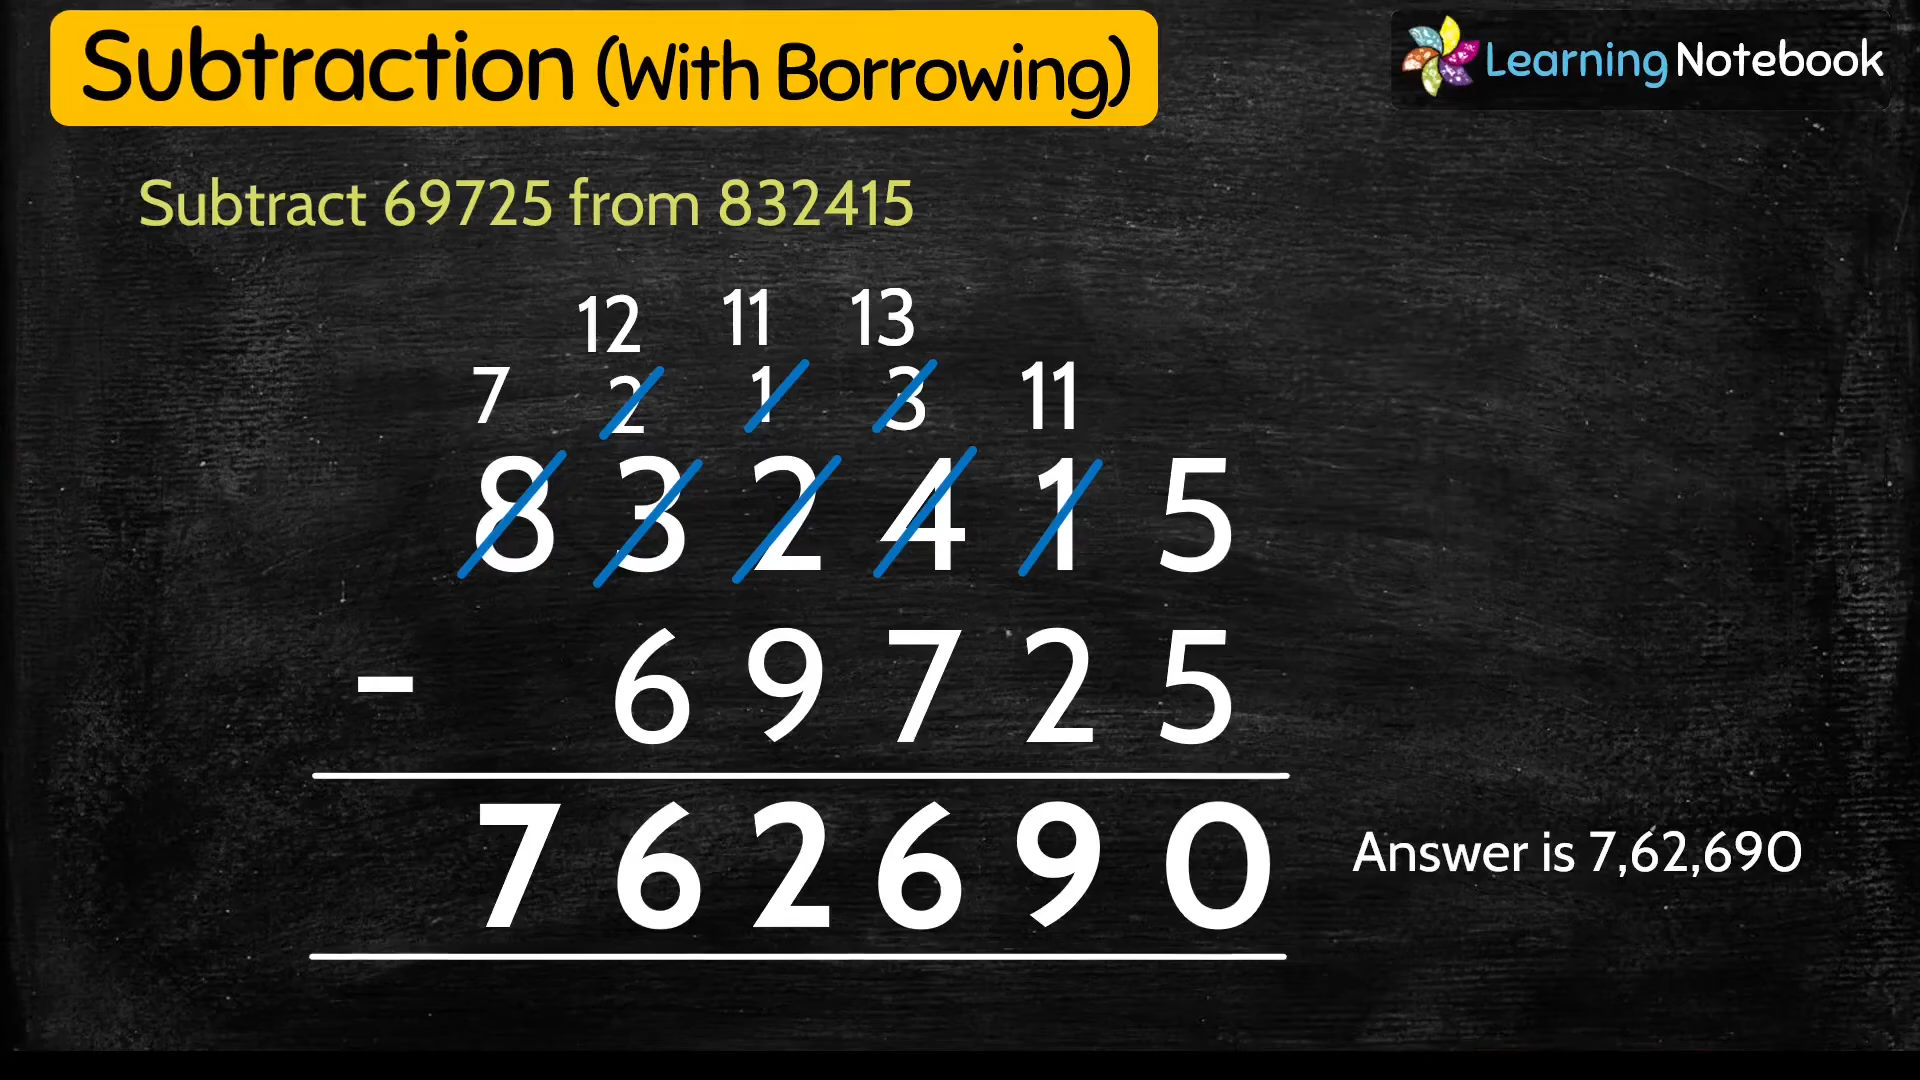 Subtraction (With Borrowing)
Learning Notebook
Subtract 69725 from 832415
12 11 13
7 2 1 3 11
8 3 2 4 1 5
- 6 9 7 2 5
7 6 2 6 9 0
Answer is 7,62,690